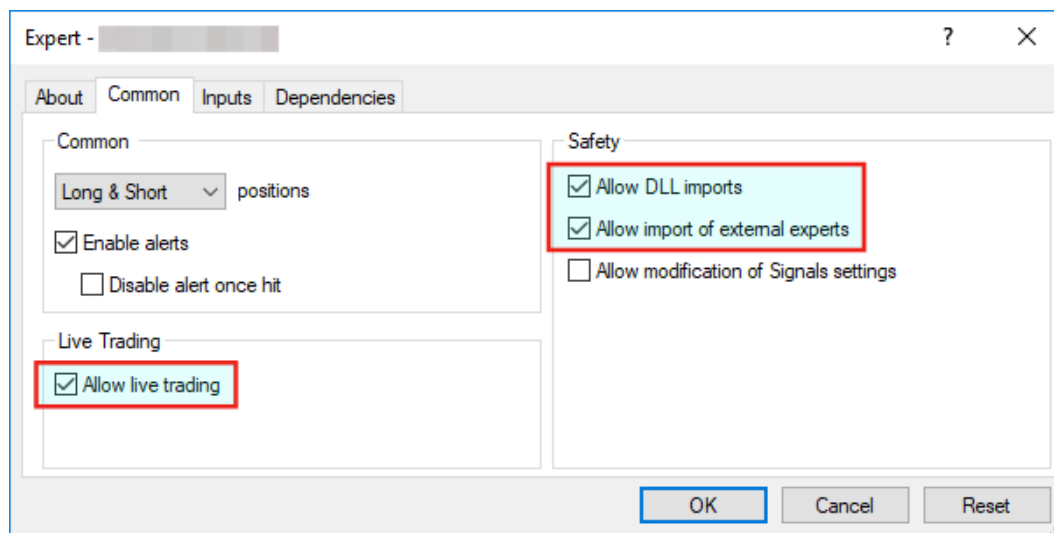 Expert -
?
About Common Inputs Dependencies
Common
Long & Short positions
Enable alerts
Disable alert once hit
Live Trading
Allow live trading
Safety
Allow DLL imports
Allow import of external experts
Allow modification of Signals settings
OK Cancel Reset